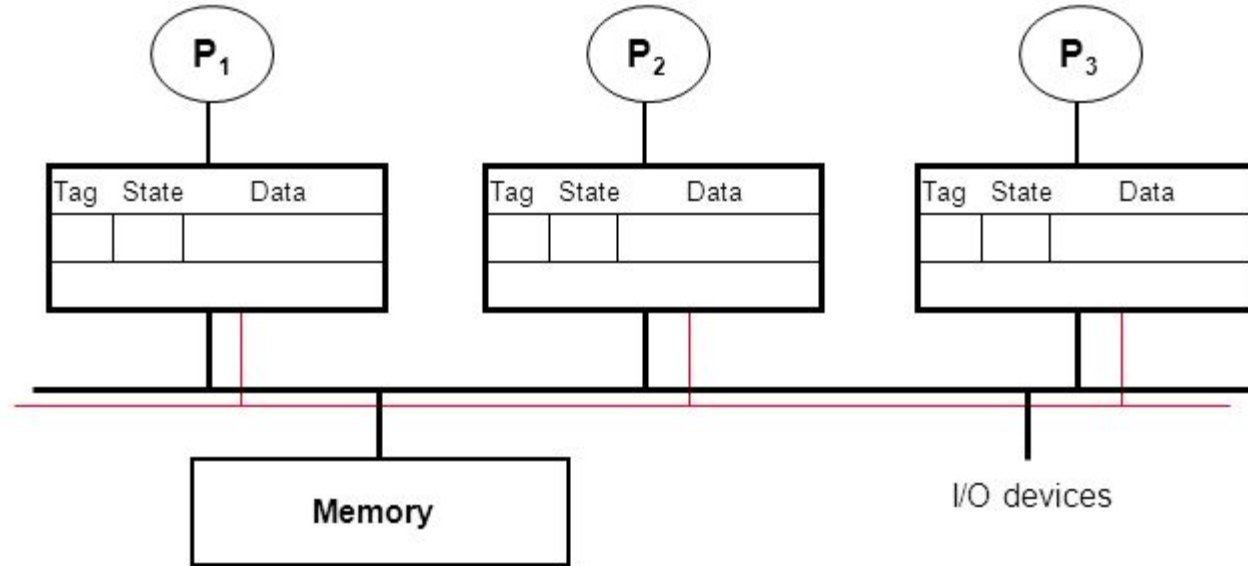 P₁ P₂ P₃
Tag State Data Tag State Data Tag State Data
Memory
I/O devices